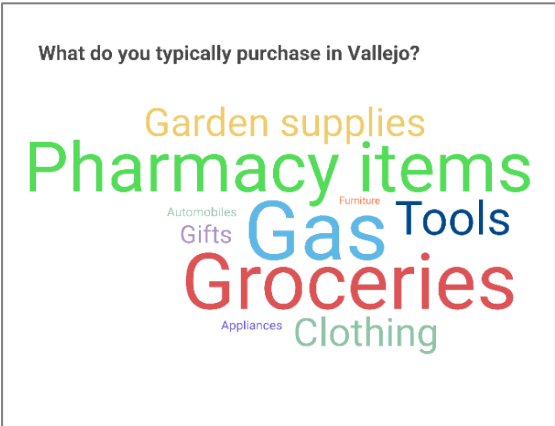 What do you typically purchase in Vallejo?
Garden supplies
Pharmacy items
Furniture
Automobiles
Tools
Gifts
Gas
Groceries
Appliances
Clothing